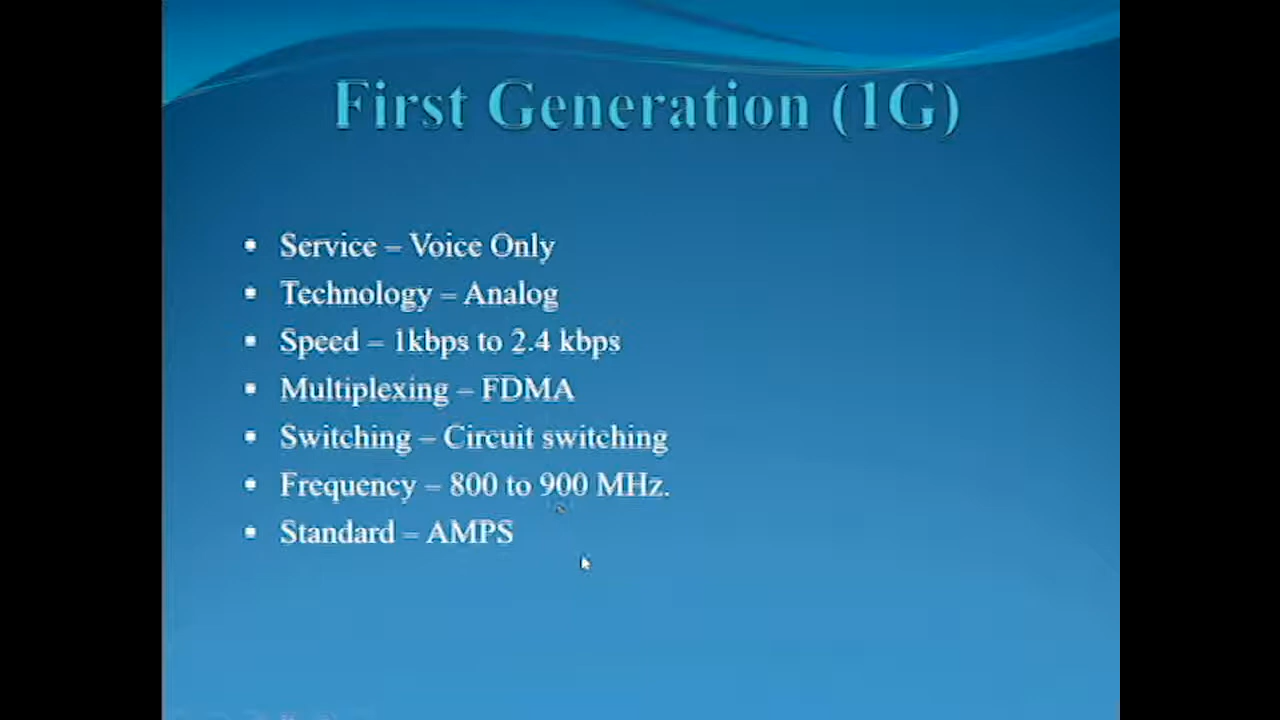 First Generation (1G)
• Service – Voice Only
• Technology – Analog
• Speed – 1kbps to 2.4 kbps
• Multiplexing – FDMA
• Switching – Circuit switching
• Frequency – 800 to 900 MHz.
• Standard – AMPS